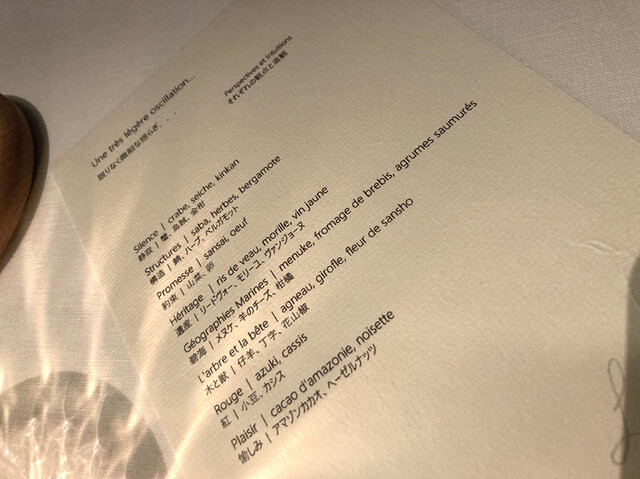 Une très légère oscillation...
限りなく微細な揺らぎ. . . .
Perspectives et intuitions
それぞれの観点と直観
Silence | crabe, seiche, kinkan
静寂 | 蟹、烏賊、金柑
Structures | saba, herbes, bergamote
構造 | 鯖、ハーブ、ベルガモット
Promesse | sansaï, oeuf
約束 | 山菜、卵
Héritage | ris de veau, morille, vin jaune
遺産 | リードヴォー、モリーユ、ヴァンジョーヌ
Géographies Marines | menuke, fromage de brebis, agrumes saumurés
碧海 | メヌケ、羊のチーズ、柑橘
L'arbre et la bête | agneau, girofle, fleur de sansho
木と獣 | 仔羊、丁字、花山椒
Rouge | azuki, cassis
紅 | 小豆、カシス
Plaisir | cacao d'amazonie, noisette
愉しみ | アマゾンカカオ、ヘーゼルナッツ